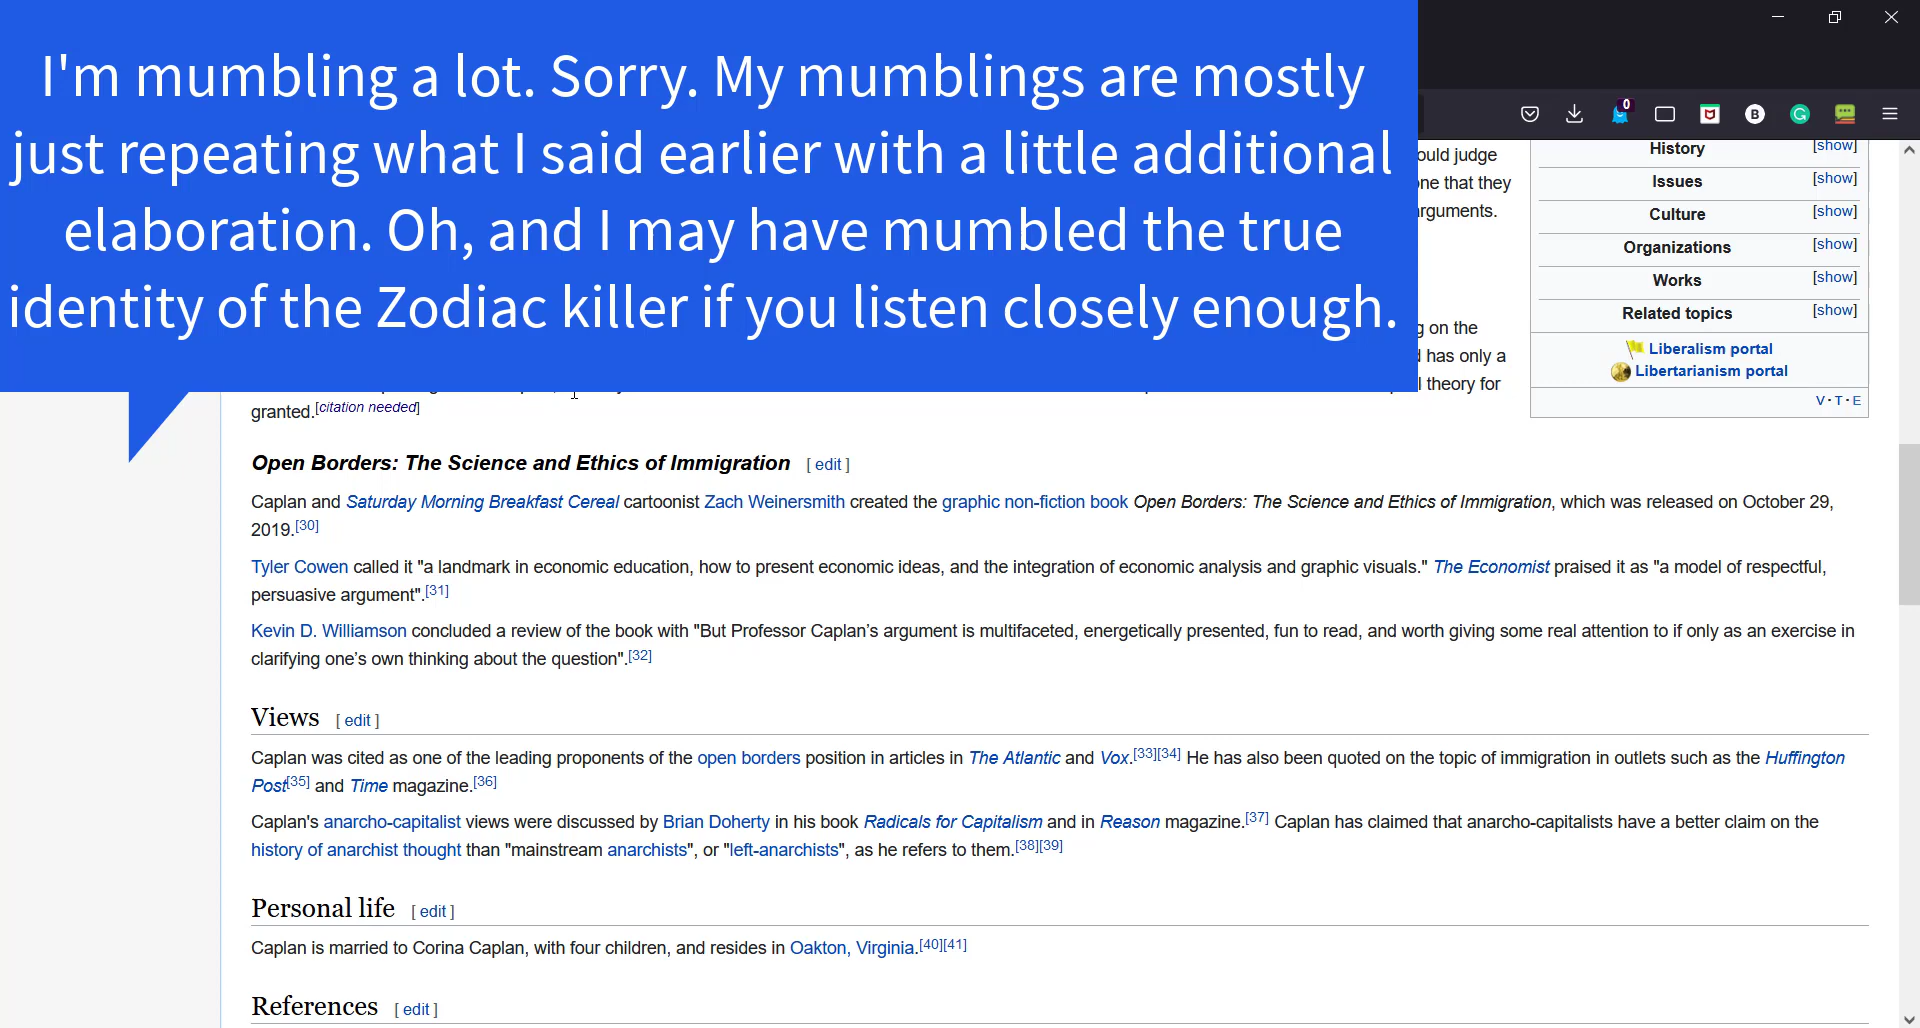 I'm mumbling a lot. Sorry. My mumblings are mostly
just repeating what I said earlier with a little additional
elaboration. Oh, and I may have mumbled the true
identity of the Zodiac killer if you listen closely enough.
0
B
G
ould judge
one that they
arguments.
g on the
has only a
l theory for
granted.[citation needed]
History [show]
Issues [show]
Culture [show]
Organizations [show]
Works [show]
Related topics [show]
Liberalism portal
Libertarianism portal
V·T·E
Open Borders: The Science and Ethics of Immigration [ edit ]
Caplan and Saturday Morning Breakfast Cereal cartoonist Zach Weinersmith created the graphic non-fiction book Open Borders: The Science and Ethics of Immigration, which was released on October 29,
2019.[30]
Tyler Cowen called it "a landmark in economic education, how to present economic ideas, and the integration of economic analysis and graphic visuals." The Economist praised it as "a model of respectful,
persuasive argument".[31]
Kevin D. Williamson concluded a review of the book with "But Professor Caplan’s argument is multifaceted, energetically presented, fun to read, and worth giving some real attention to if only as an exercise in
clarifying one’s own thinking about the question".[32]
Views [ edit ]
Caplan was cited as one of the leading proponents of the open borders position in articles in The Atlantic and Vox.[33][34] He has also been quoted on the topic of immigration in outlets such as the Huffington
Post[35] and Time magazine.[36]
Caplan's anarcho-capitalist views were discussed by Brian Doherty in his book Radicals for Capitalism and in Reason magazine.[37] Caplan has claimed that anarcho-capitalists have a better claim on the
history of anarchist thought than "mainstream anarchists", or "left-anarchists", as he refers to them.[38][39]
Personal life [ edit ]
Caplan is married to Corina Caplan, with four children, and resides in Oakton, Virginia.[40][41]
References [ edit ]